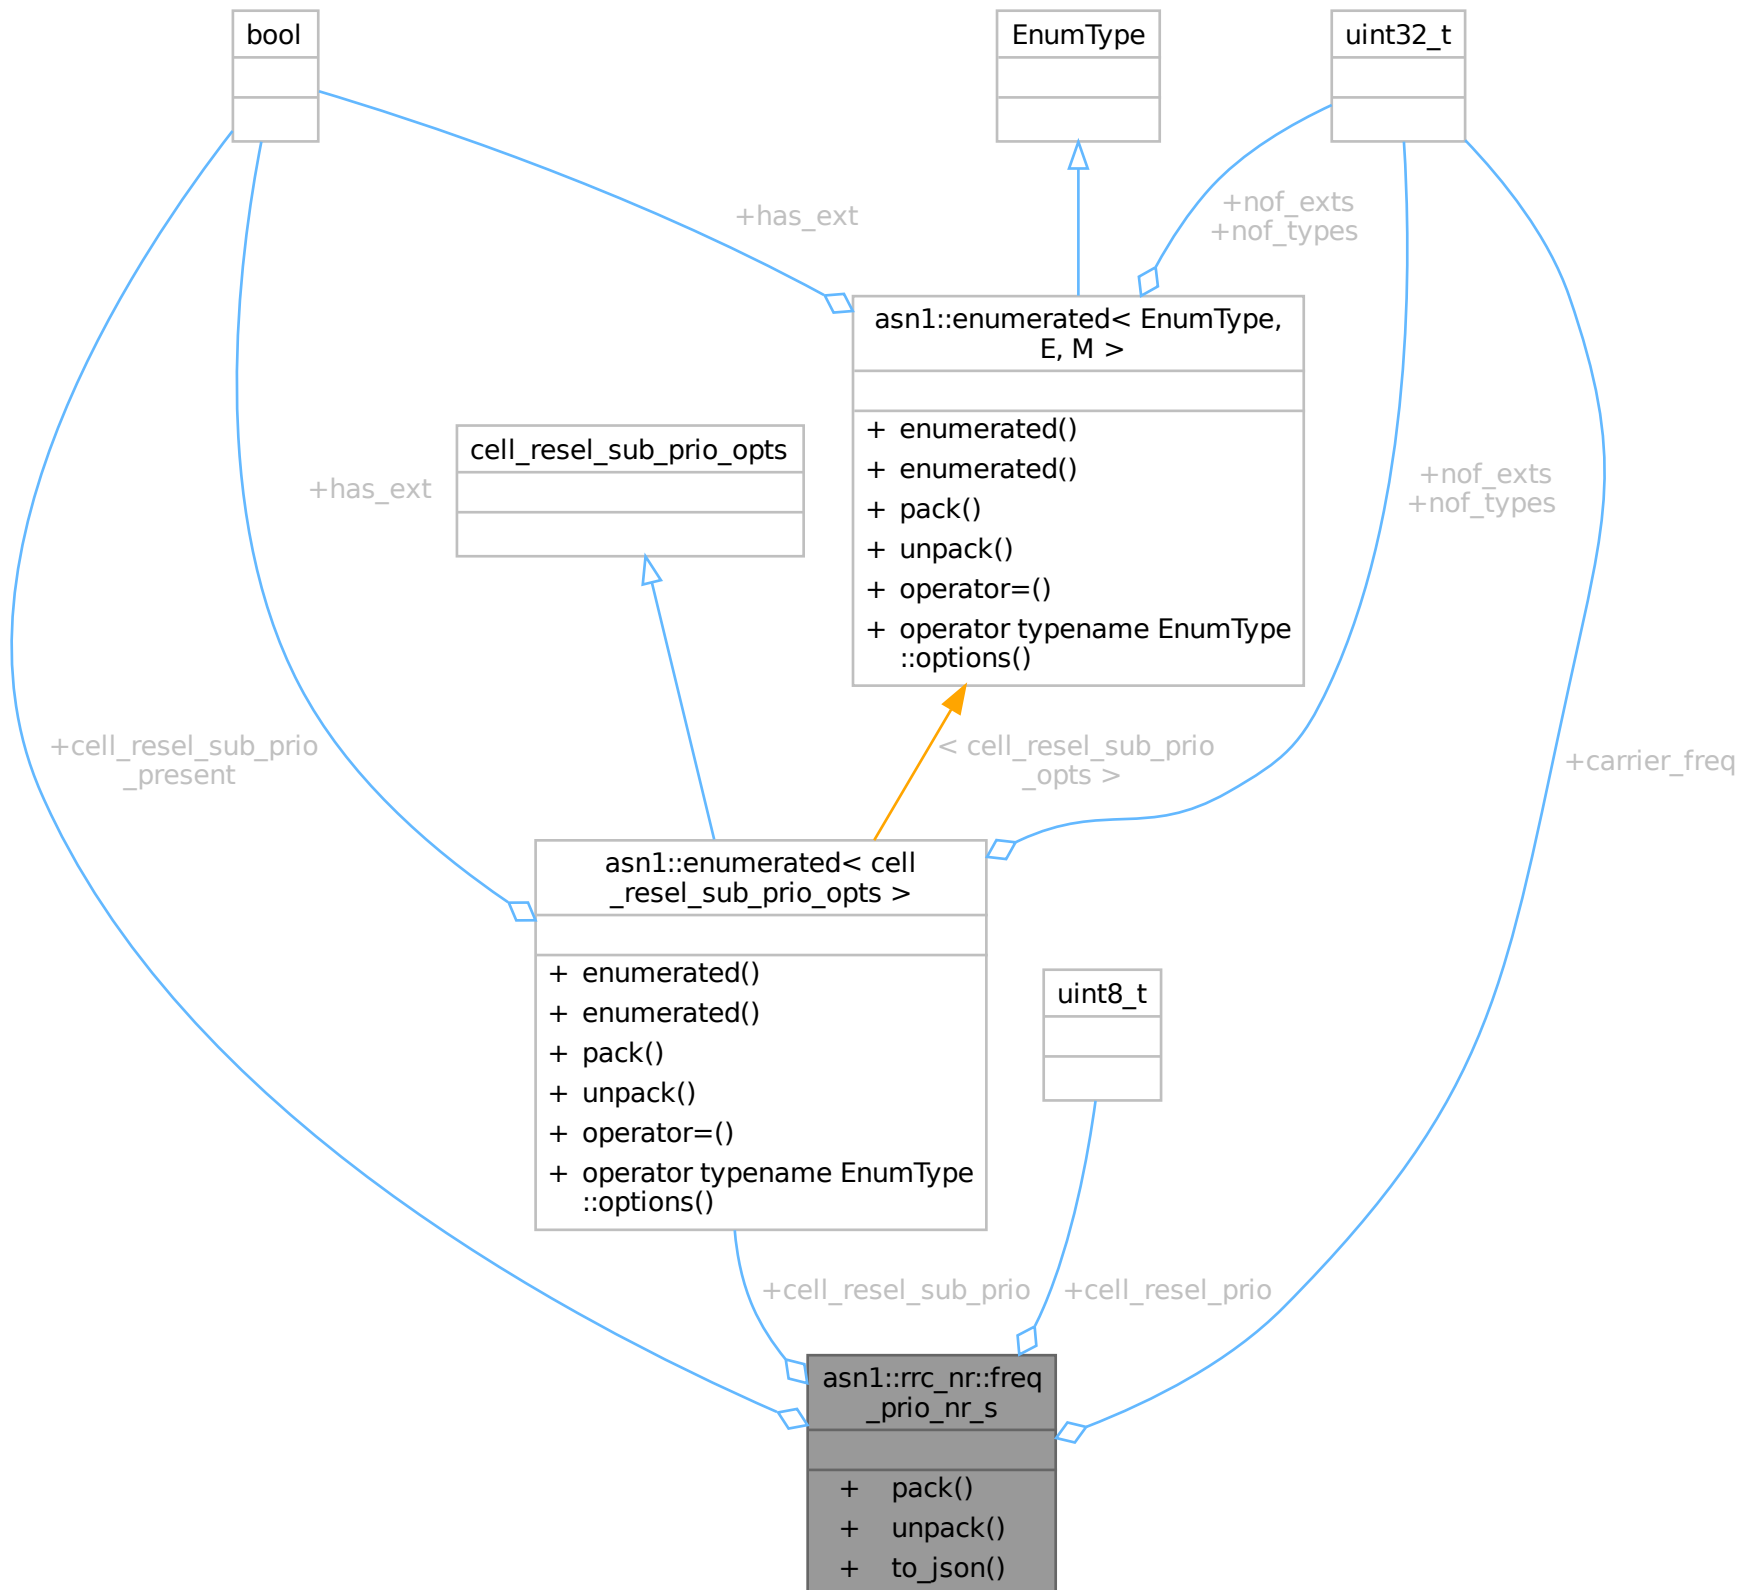 bool
EnumType
uint32_t
+has_ext
+nof_exts
+nof_types
asn1::enumerated< EnumType,
E, M >
+ enumerated()
+ enumerated()
+ pack()
+ unpack()
+ operator=()
+ operator typename EnumType
::options()
cell_resel_sub_prio_opts
+has_ext
+nof_exts
+nof_types
+cell_resel_sub_prio
_present
< cell_resel_sub_prio
_opts >
+carrier_freq
asn1::enumerated< cell
_resel_sub_prio_opts >
+ enumerated()
+ enumerated()
+ pack()
+ unpack()
+ operator=()
+ operator typename EnumType
::options()
uint8_t
+cell_resel_sub_prio
+cell_resel_prio
asn1::rrc_nr::freq
_prio_nr_s
+ pack()
+ unpack()
+ to_json()